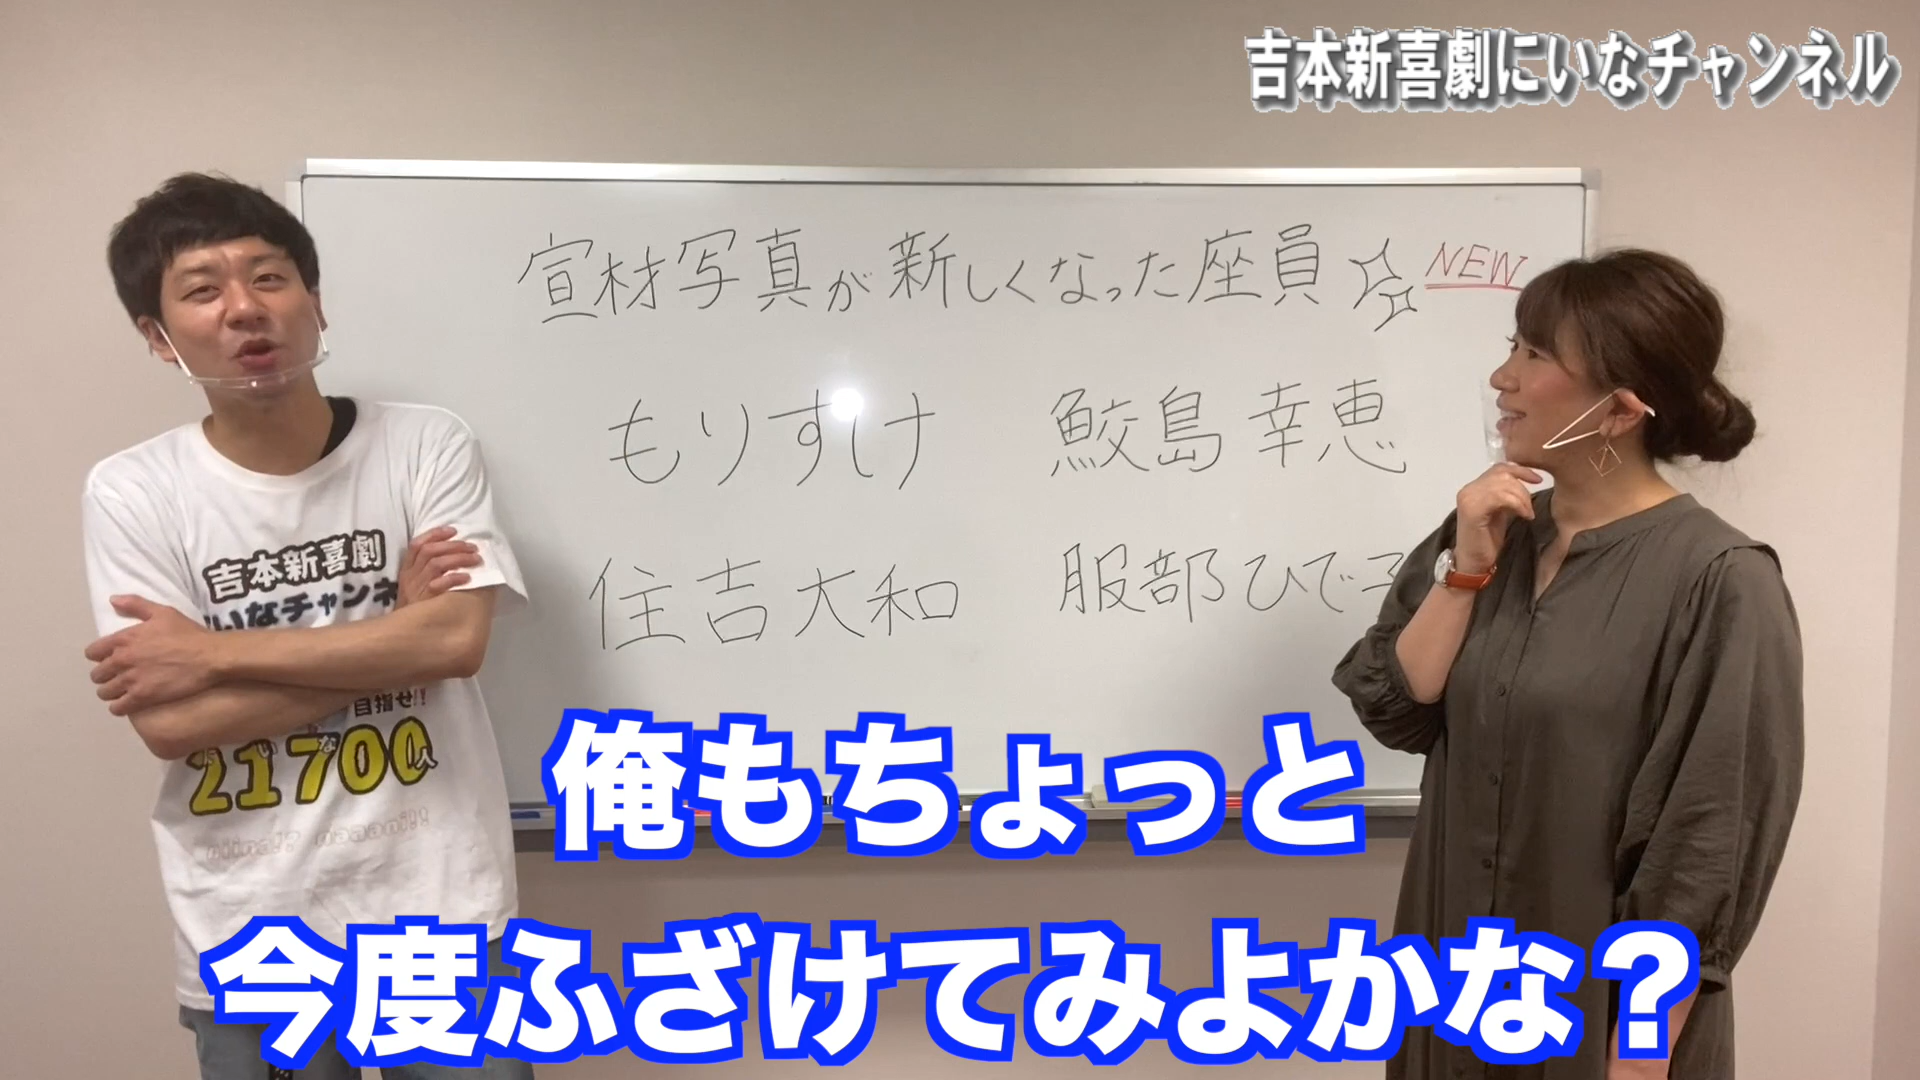 吉本新喜劇にいなチャンネル
宣材写真が新しくなった座員 NEW
もりすけ 鮫島幸恵
住吉大和 服部ひで子
吉本新喜劇
いなチャンネ
目指せ!!
21700人
niina!? naaani!!
俺もちょっと
今度ふざけてみよかな？